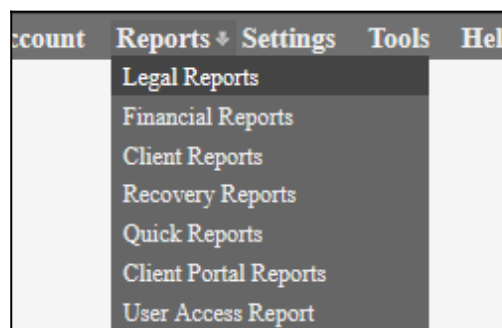 ccount Reports Settings Tools Hel
Legal Reports
Financial Reports
Client Reports
Recovery Reports
Quick Reports
Client Portal Reports
User Access Report